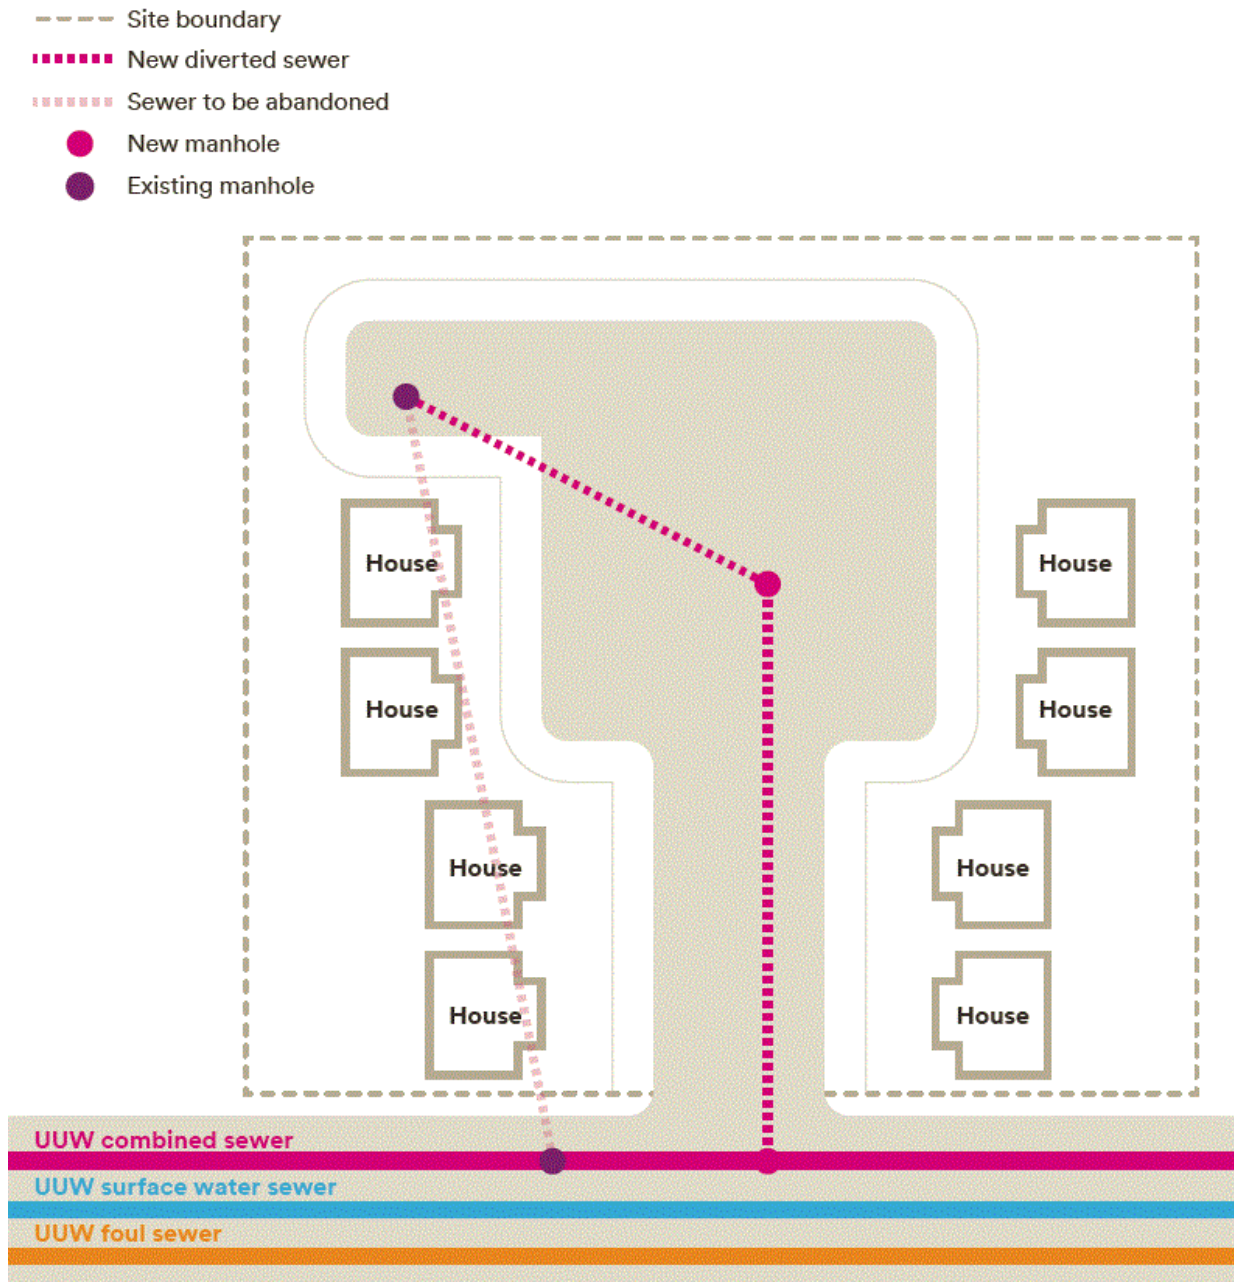 Site boundary
New diverted sewer
Sewer to be abandoned
New manhole
Existing manhole
House
House
House
House
House
House
House
House
UUW combined sewer
UUW surface water sewer
UUW foul sewer